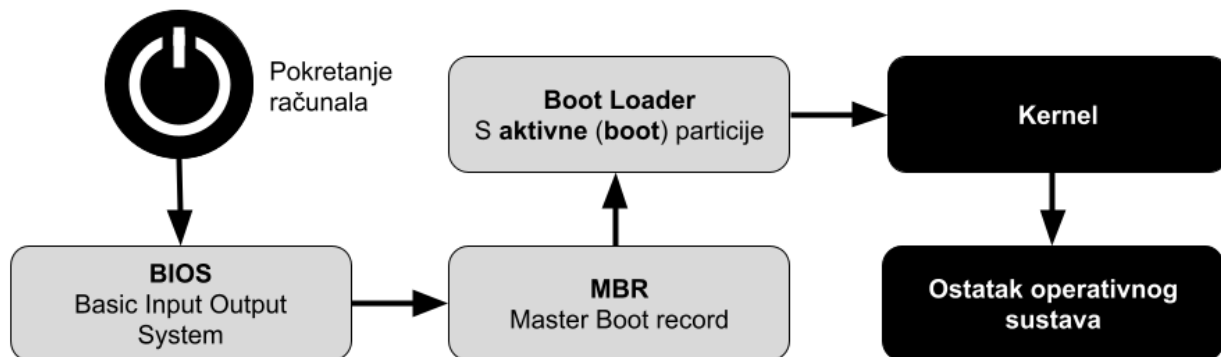 Pokretanje
računala
BIOS
Basic Input Output
System
MBR
Master Boot record
Boot Loader
S aktivne (boot) particije
Kernel
Ostatak operativnog
sustava